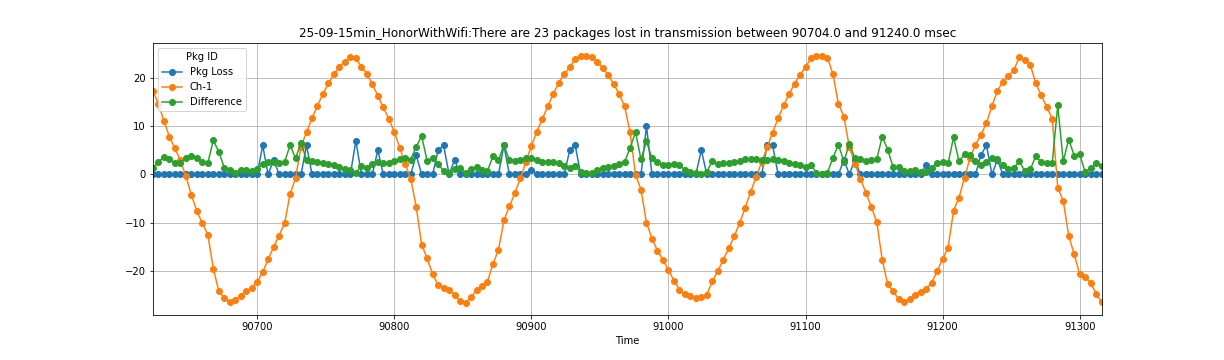 25-09-15min_HonorWithWifi:There are 23 packages lost in transmission between 90704.0 and 91240.0 msec
Pkg ID
Pkg Loss
Ch-1
Difference
20
10
0
−10
−20
90700
90800
90900
91000
91100
91200
91300
Time